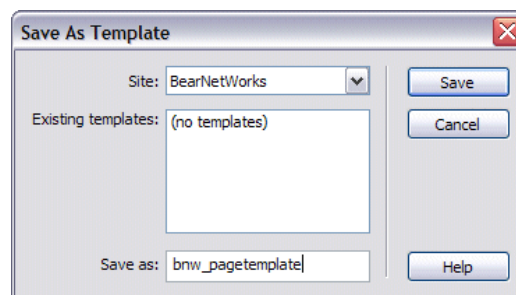 Save As Template
Site: BearNetWorks
Save
Existing templates: (no templates)
Cancel
Save as: bnw_pagetemplate
Help